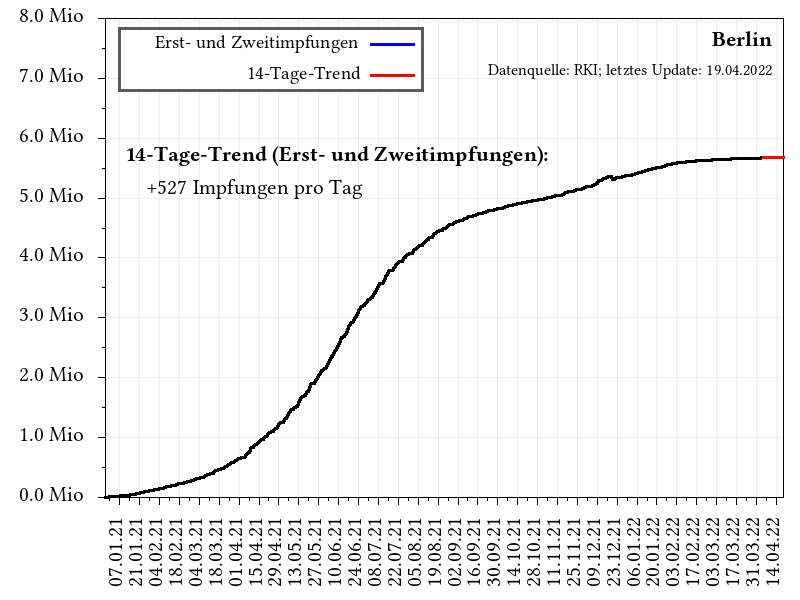 8.0 Mio
7.0 Mio
6.0 Mio
5.0 Mio
4.0 Mio
3.0 Mio
2.0 Mio
1.0 Mio
0.0 Mio
Erst- und Zweitimpfungen
14-Tage-Trend
Berlin
Datenquelle: RKI; letztes Update: 19.04.2022
14-Tage-Trend (Erst- und Zweitimpfungen):
+527 Impfungen pro Tag
07.01.21
21.01.21
04.02.21
18.02.21
04.03.21
18.03.21
01.04.21
15.04.21
29.04.21
13.05.21
27.05.21
10.06.21
24.06.21
08.07.21
22.07.21
05.08.21
19.08.21
02.09.21
16.09.21
30.09.21
14.10.21
28.10.21
11.11.21
25.11.21
09.12.21
23.12.21
06.01.22
20.01.22
03.02.22
17.02.22
03.03.22
17.03.22
31.03.22
14.04.22